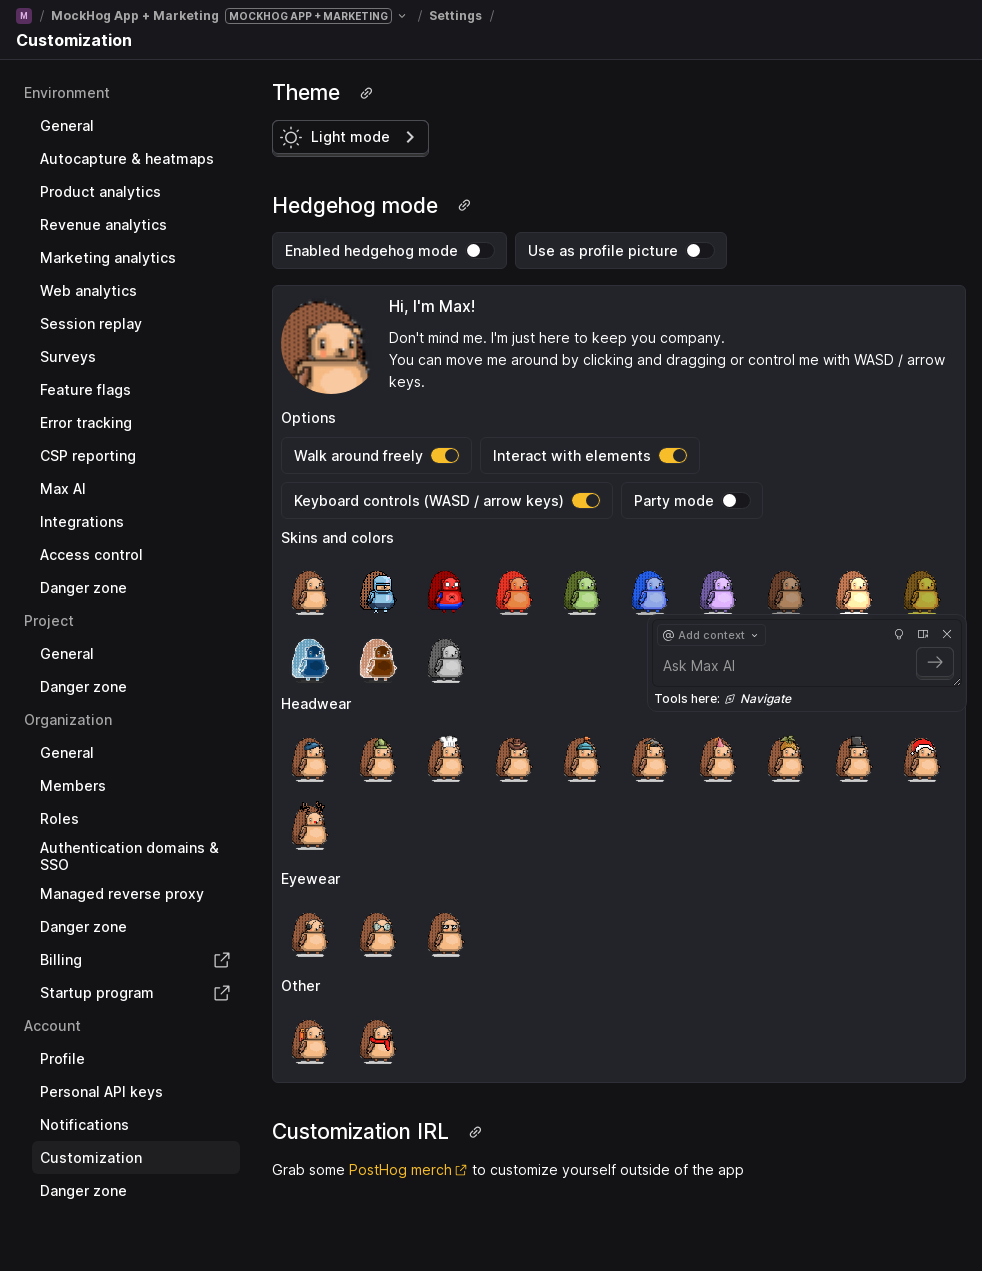 M / MockHog App + Marketing MOCKHOG APP + MARKETING / Settings /
Customization
Environment
General
Autocapture & heatmaps
Product analytics
Revenue analytics
Marketing analytics
Web analytics
Session replay
Surveys
Feature flags
Error tracking
CSP reporting
Max AI
Integrations
Access control
Danger zone
Project
General
Danger zone
Organization
General
Members
Roles
Authentication domains &
SSO
Managed reverse proxy
Danger zone
Billing
Startup program
Account
Profile
Personal API keys
Notifications
Customization
Danger zone
Theme
Light mode
Hedgehog mode
Enabled hedgehog mode
Use as profile picture
Hi, I'm Max!
Don't mind me. I'm just here to keep you company.
You can move me around by clicking and dragging or control me with WASD / arrow
keys.
Options
Walk around freely
Interact with elements
Keyboard controls (WASD / arrow keys)
Party mode
Skins and colors
@ Add context
Ask Max AI
Tools here: Navigate
Headwear
Eyewear
Other
Customization IRL
Grab some PostHog merch to customize yourself outside of the app